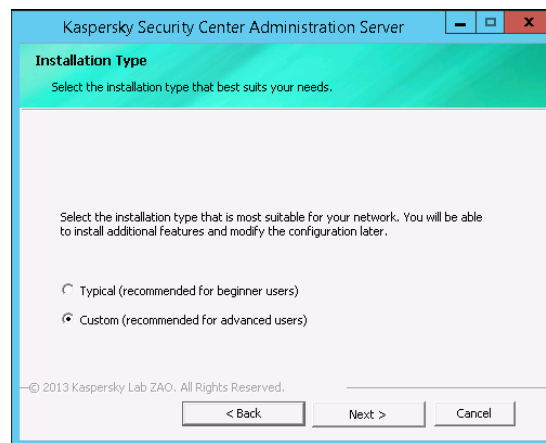 Kaspersky Security Center Administration Server
Installation Type
Select the installation type that best suits your needs.
Select the installation type that is most suitable for your network. You will be able
to install additional features and modify the configuration later.
Typical (recommended for beginner users)
Custom (recommended for advanced users)
© 2013 Kaspersky Lab ZAO. All Rights Reserved.
< Back Next > Cancel